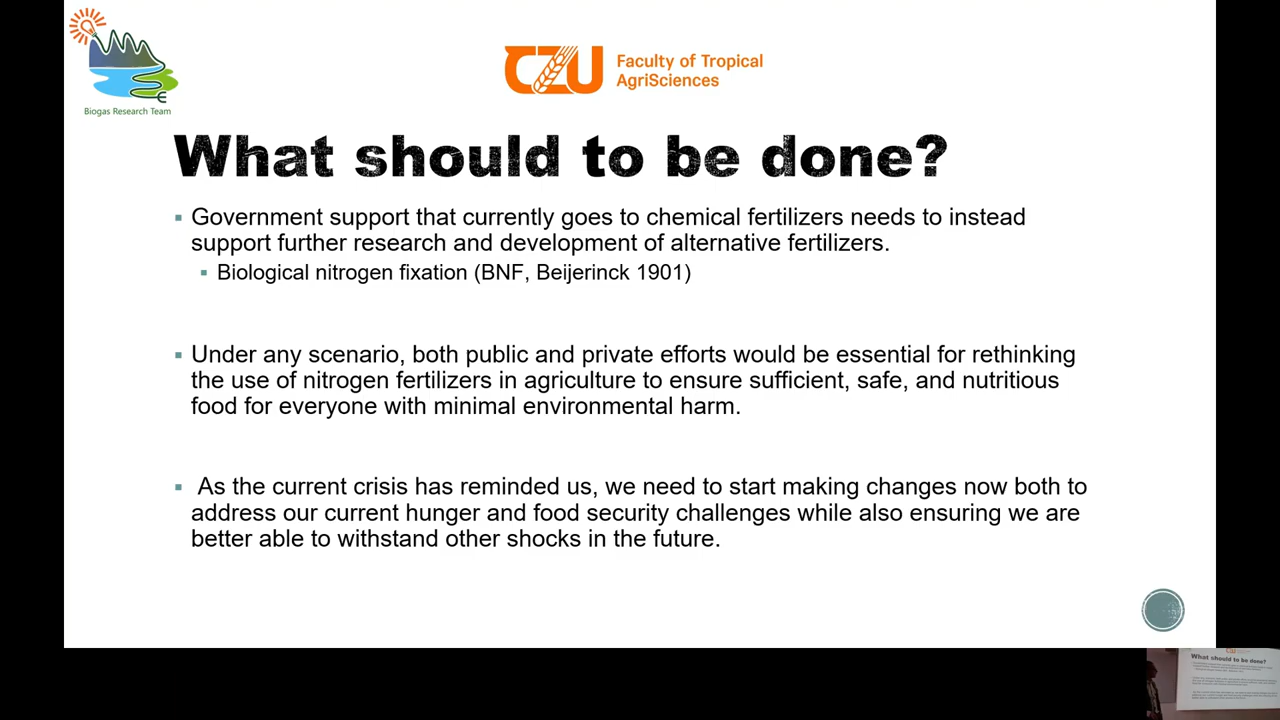 Biogas Research Team
CZU
Faculty of Tropical
AgriSciences
What should to be done?
Government support that currently goes to chemical fertilizers needs to instead
support further research and development of alternative fertilizers.
Biological nitrogen fixation (BNF, Beijerinck 1901)
Under any scenario, both public and private efforts would be essential for rethinking
the use of nitrogen fertilizers in agriculture to ensure sufficient, safe, and nutritious
food for everyone with minimal environmental harm.
As the current crisis has reminded us, we need to start making changes now both to
address our current hunger and food security challenges while also ensuring we are
better able to withstand other shocks in the future.
What should to be done?